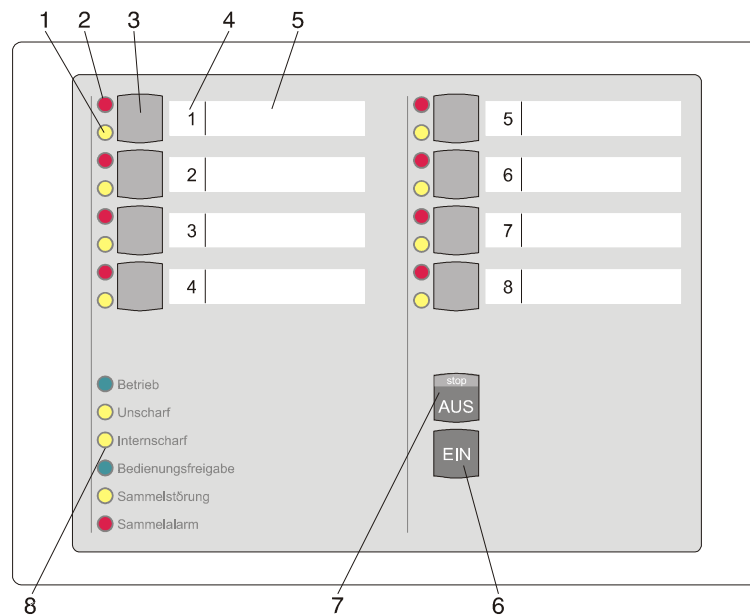 1 2 3 4 5
1
2
3
4
5
6
7
8
Betrieb
Unscharf
Internscharf
Bedienungsfreigabe
Sammelstörung
Sammelalarm
stop
AUS
EIN
8 7 6